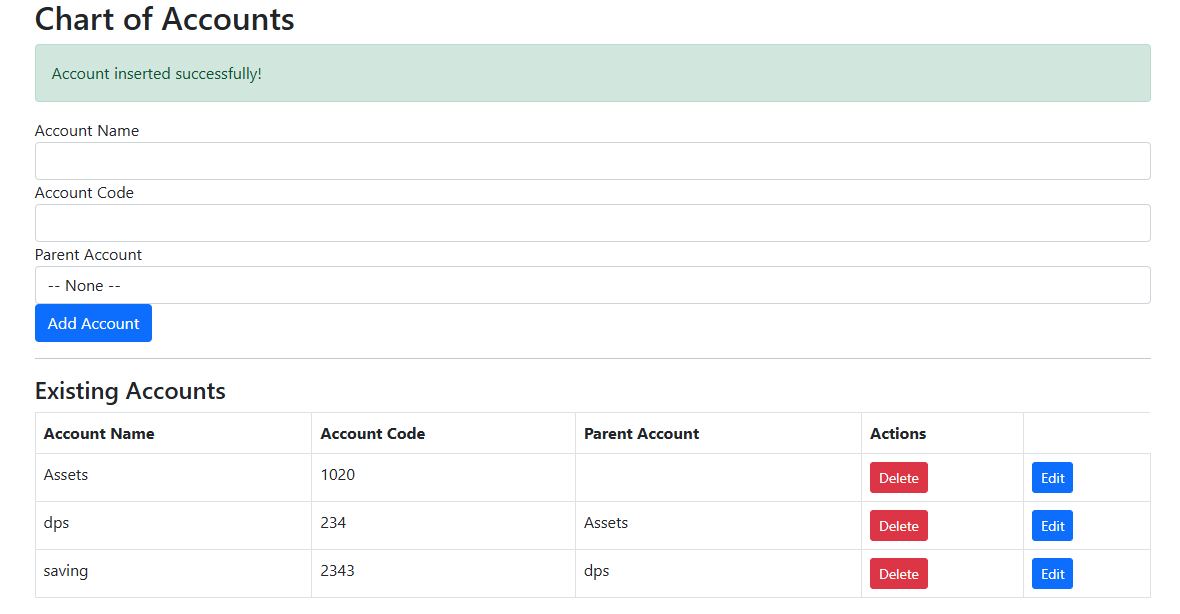 Chart of Accounts
Account inserted successfully!
Account Name
Account Code
Parent Account
-- None --
Add Account
Existing Accounts
Account Name Account Code Parent Account Actions
Assets 1020 Delete Edit
dps 234 Assets Delete Edit
saving 2343 dps Delete Edit